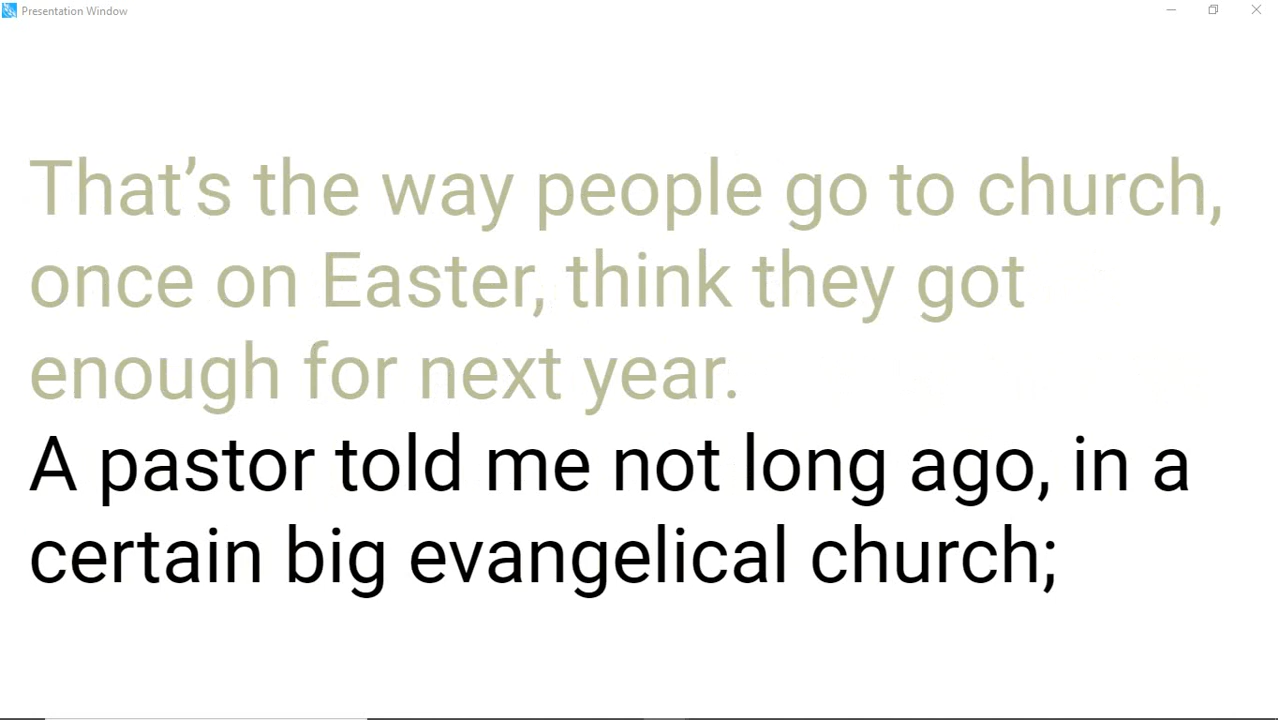 Presentation Window
That’s the way people go to church,
once on Easter, think they got
enough for next year.
A pastor told me not long ago, in a
certain big evangelical church;